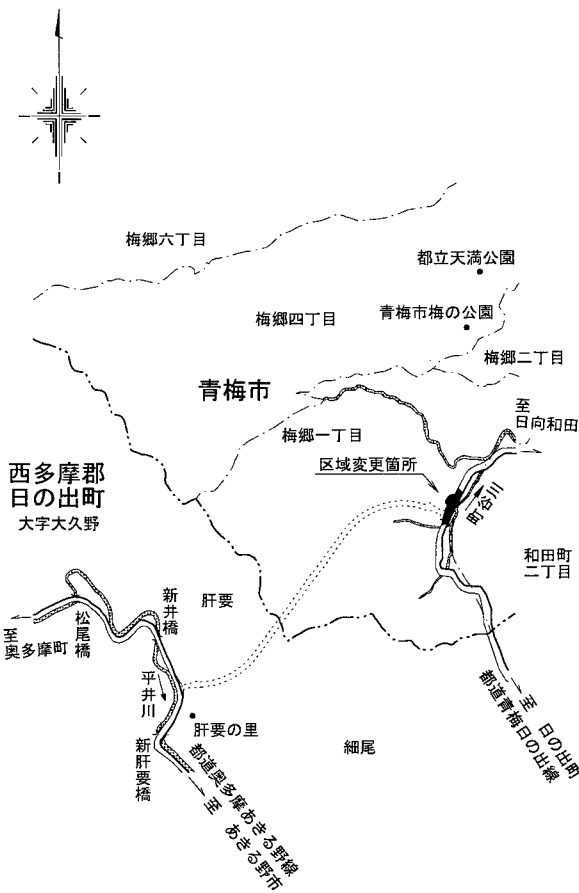 梅郷六丁目
都立天満公園
梅郷四丁目
青梅市梅の公園
梅郷二丁目
青梅市
至
日向和田
梅郷一丁目
区域変更箇所
西多摩郡
日の出町
大字大久野
町谷川
和田町
二丁目
新井橋
肝要
松尾橋
至
奥多摩町
平井川
肝要の里
新肝要橋
細尾
都道奥多摩あきる野線
至 あきる野市
都道青梅日の出線
至 日の出町